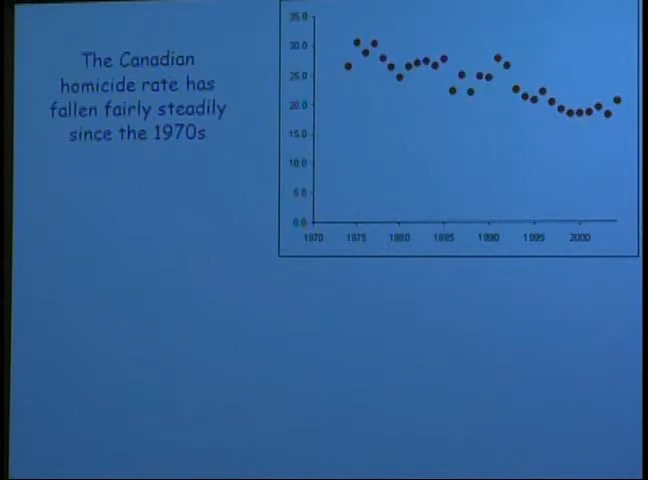 The Canadian
homicide rate has
fallen fairly steadily
since the 1970s
35.0
30.0
25.0
20.0
15.0
10.0
5.0
0.0
1970 1975 1980 1985 1990 1995 2000